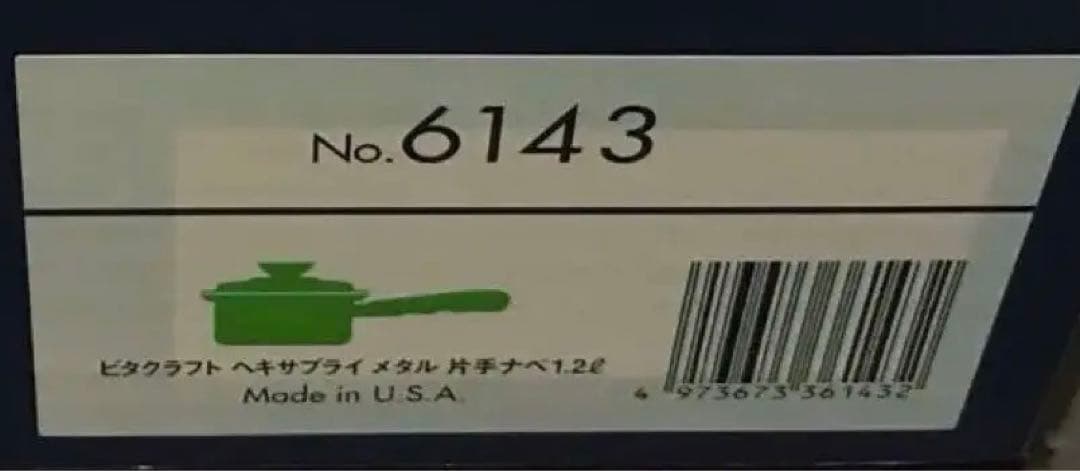 No.6143
ビタクラフト ヘキサプライ メタル 片手ナベ1.2ℓ
Made in U.S.A.
4 973673 361432